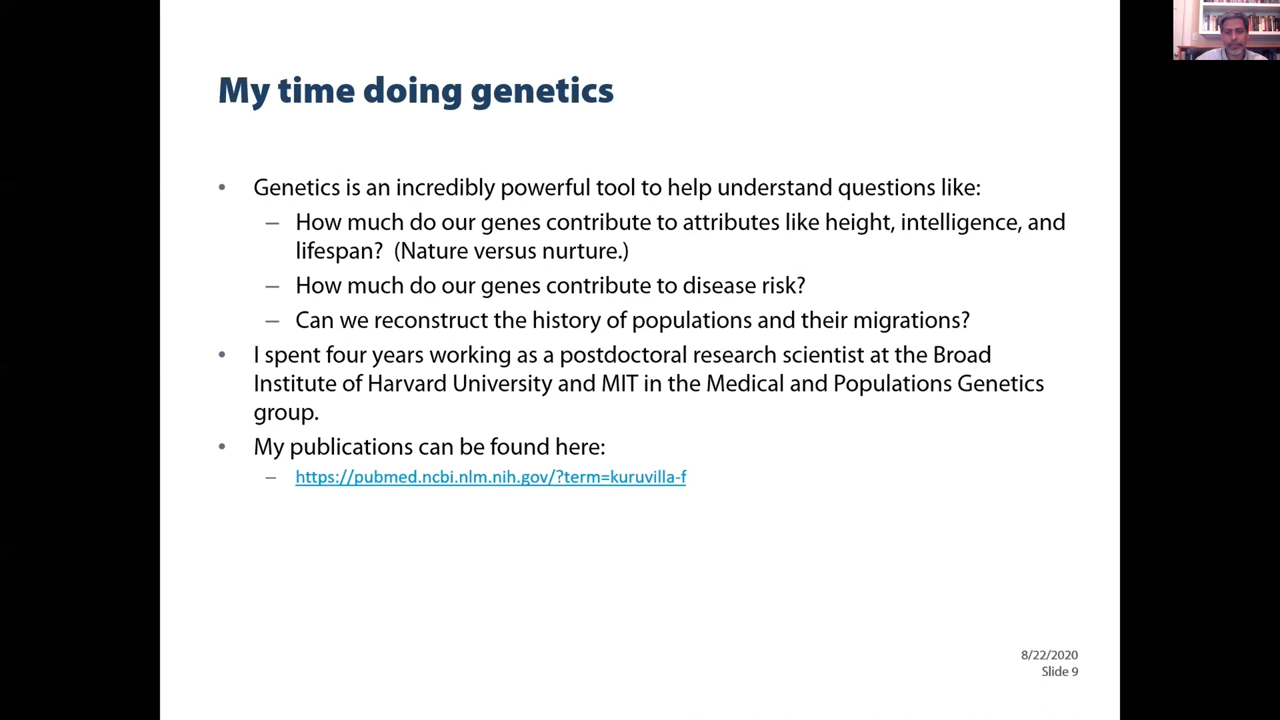 My time doing genetics
• Genetics is an incredibly powerful tool to help understand questions like:
– How much do our genes contribute to attributes like height, intelligence, and
lifespan? (Nature versus nurture.)
– How much do our genes contribute to disease risk?
– Can we reconstruct the history of populations and their migrations?
• I spent four years working as a postdoctoral research scientist at the Broad
Institute of Harvard University and MIT in the Medical and Populations Genetics
group.
• My publications can be found here:
– https://pubmed.ncbi.nlm.nih.gov/?term=kuruvilla-f
8/22/2020
Slide 9